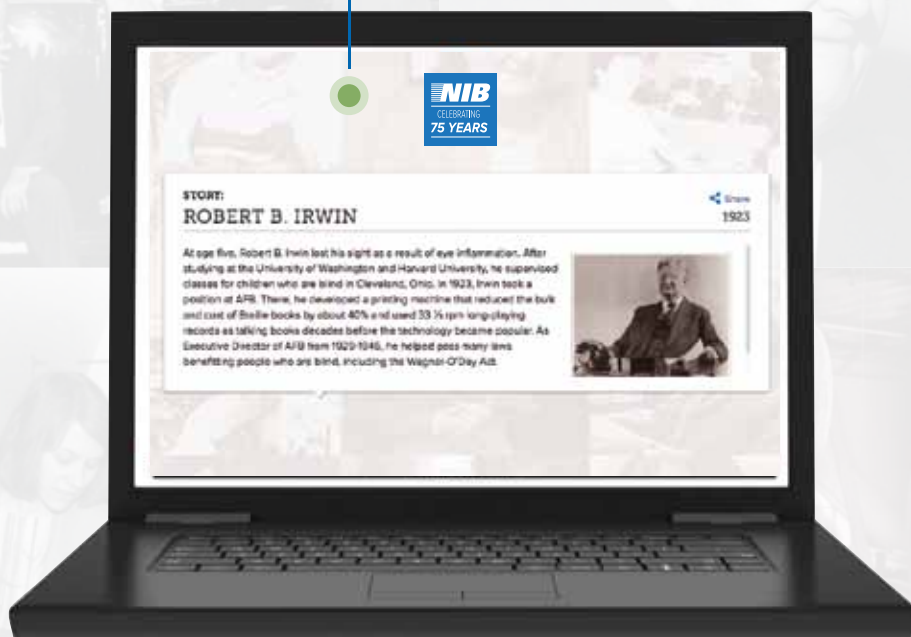 NIB
CELEBRATING
75 YEARS
STORY:
ROBERT B. IRWIN
Share
1923
At age five, Robert B. Irwin lost his sight as a result of eye inflammation. After
studying at the University of Washington and Harvard University, he supervised
classes for children who are blind in Cleveland, Ohio. In 1923, Irwin took a
position at AFB. There, he developed a printing machine that reduced the bulk
and cost of Braille books by about 40% and used 33 ⅓ rpm long-playing
records as talking books decades before the technology became popular. As
Executive Director of AFB from 1929-1949, he helped pass many laws
benefitting people who are blind, including the Wagner-O'Day Act.